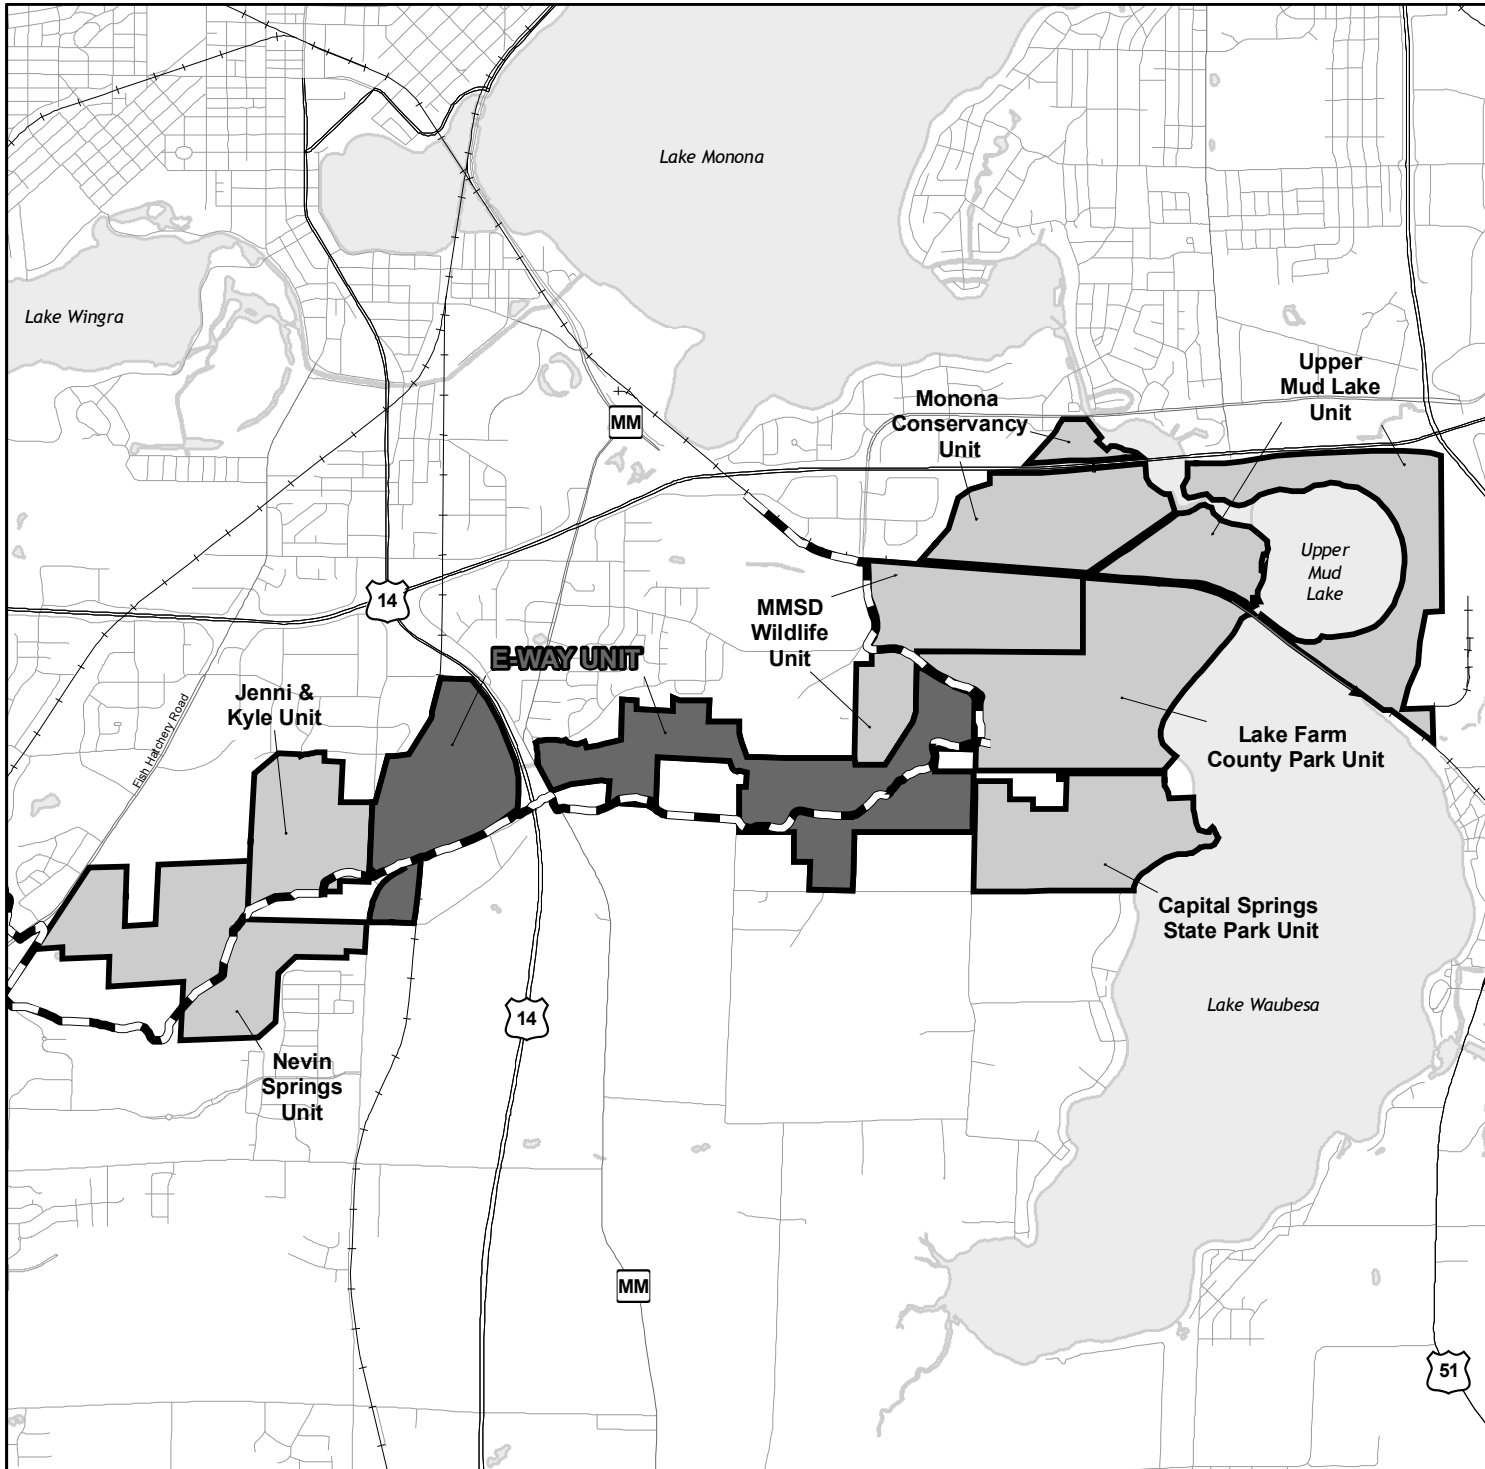 Lake Monona
Lake Wingra
Upper
Mud Lake
Unit
Monona
Conservancy
Unit
MM
Upper
Mud
Lake
14
MMSD
Wildlife
Unit
E-WAY UNIT
Jenni &
Kyle Unit
Fish Hatchery Road
Lake Farm
County Park Unit
Capital Springs
State Park Unit
Lake Waubesa
14
Nevin
Springs
Unit
MM
51